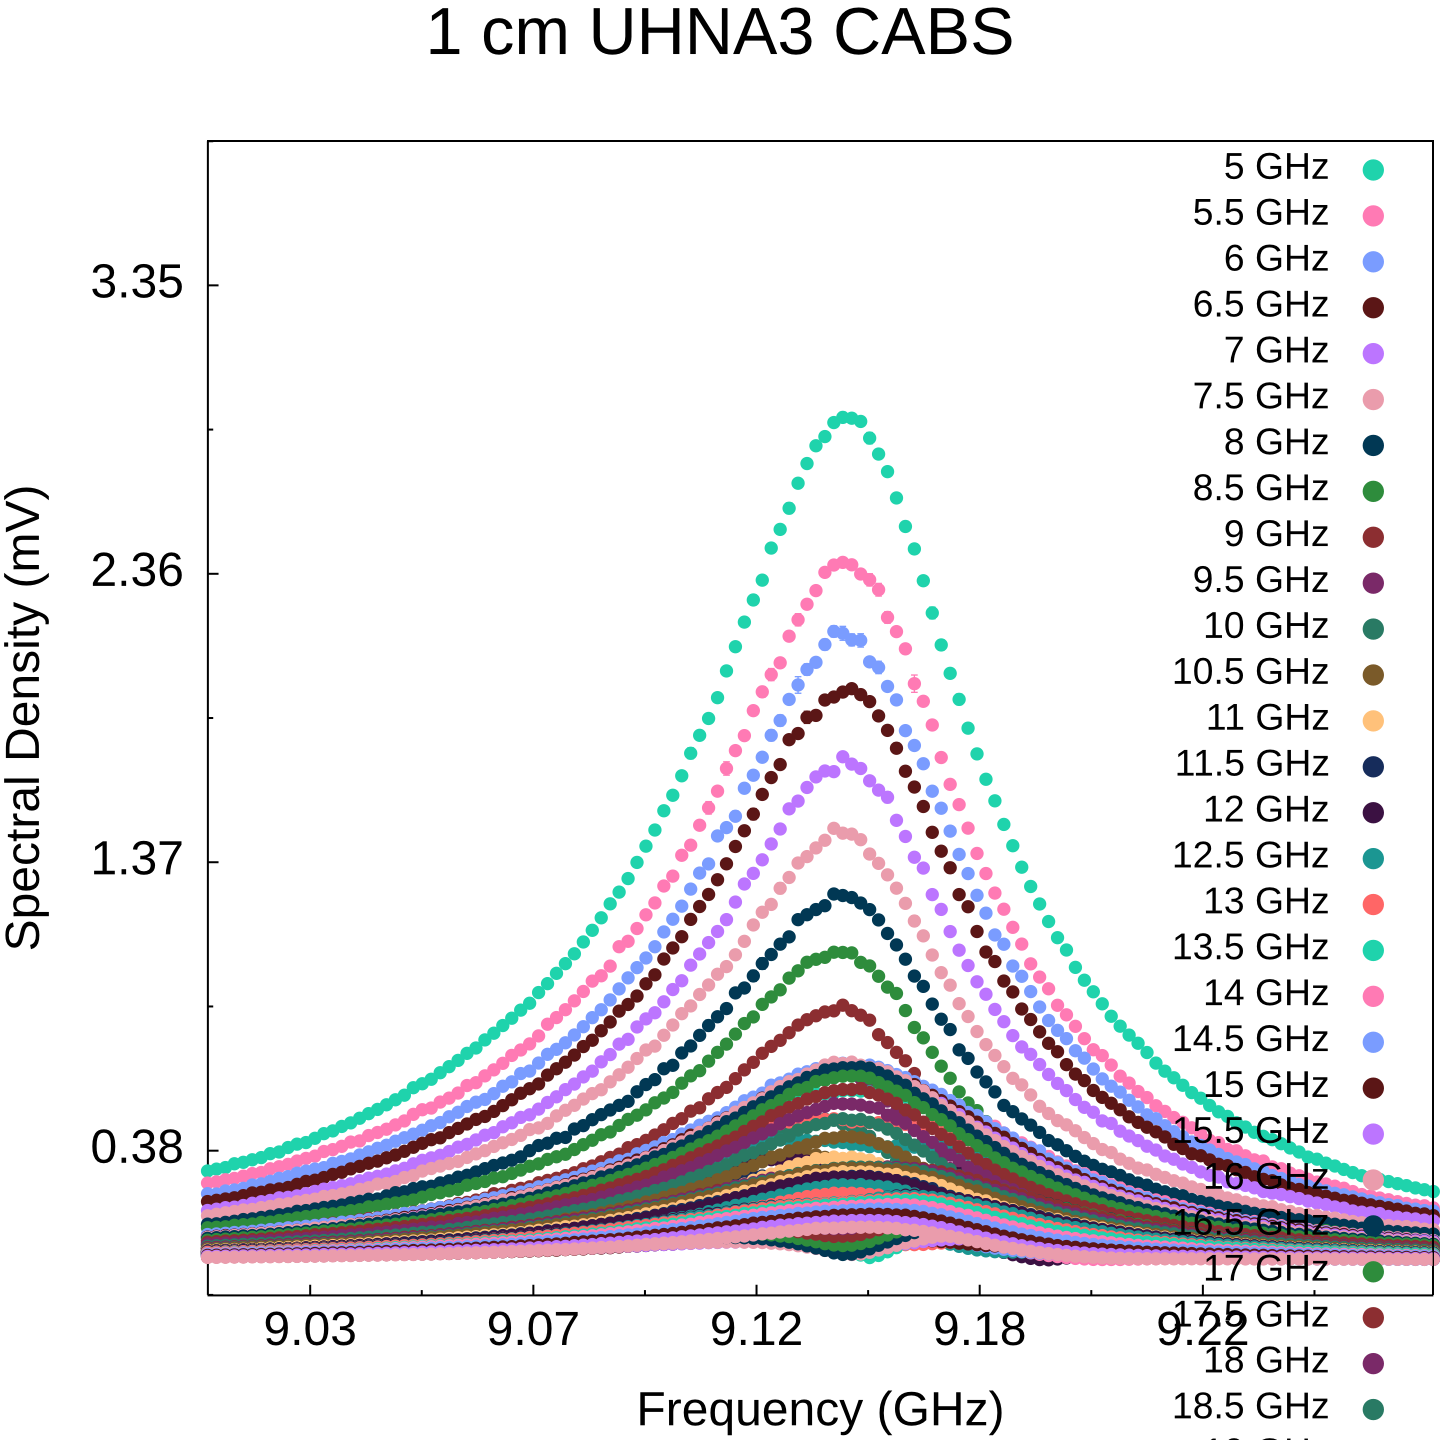 1 cm UHNA3 CABS
5 GHz
5.5 GHz
6 GHz
6.5 GHz
7 GHz
7.5 GHz
8 GHz
8.5 GHz
9 GHz
9.5 GHz
10 GHz
10.5 GHz
11 GHz
11.5 GHz
12 GHz
12.5 GHz
13 GHz
13.5 GHz
14 GHz
14.5 GHz
15 GHz
15.5 GHz
16 GHz
16.5 GHz
17 GHz
17.5 GHz
18 GHz
18.5 GHz
3.35
2.36
1.37
0.38
Spectral Density (mV)
9.03 9.07 9.12 9.18 9.22
Frequency (GHz)